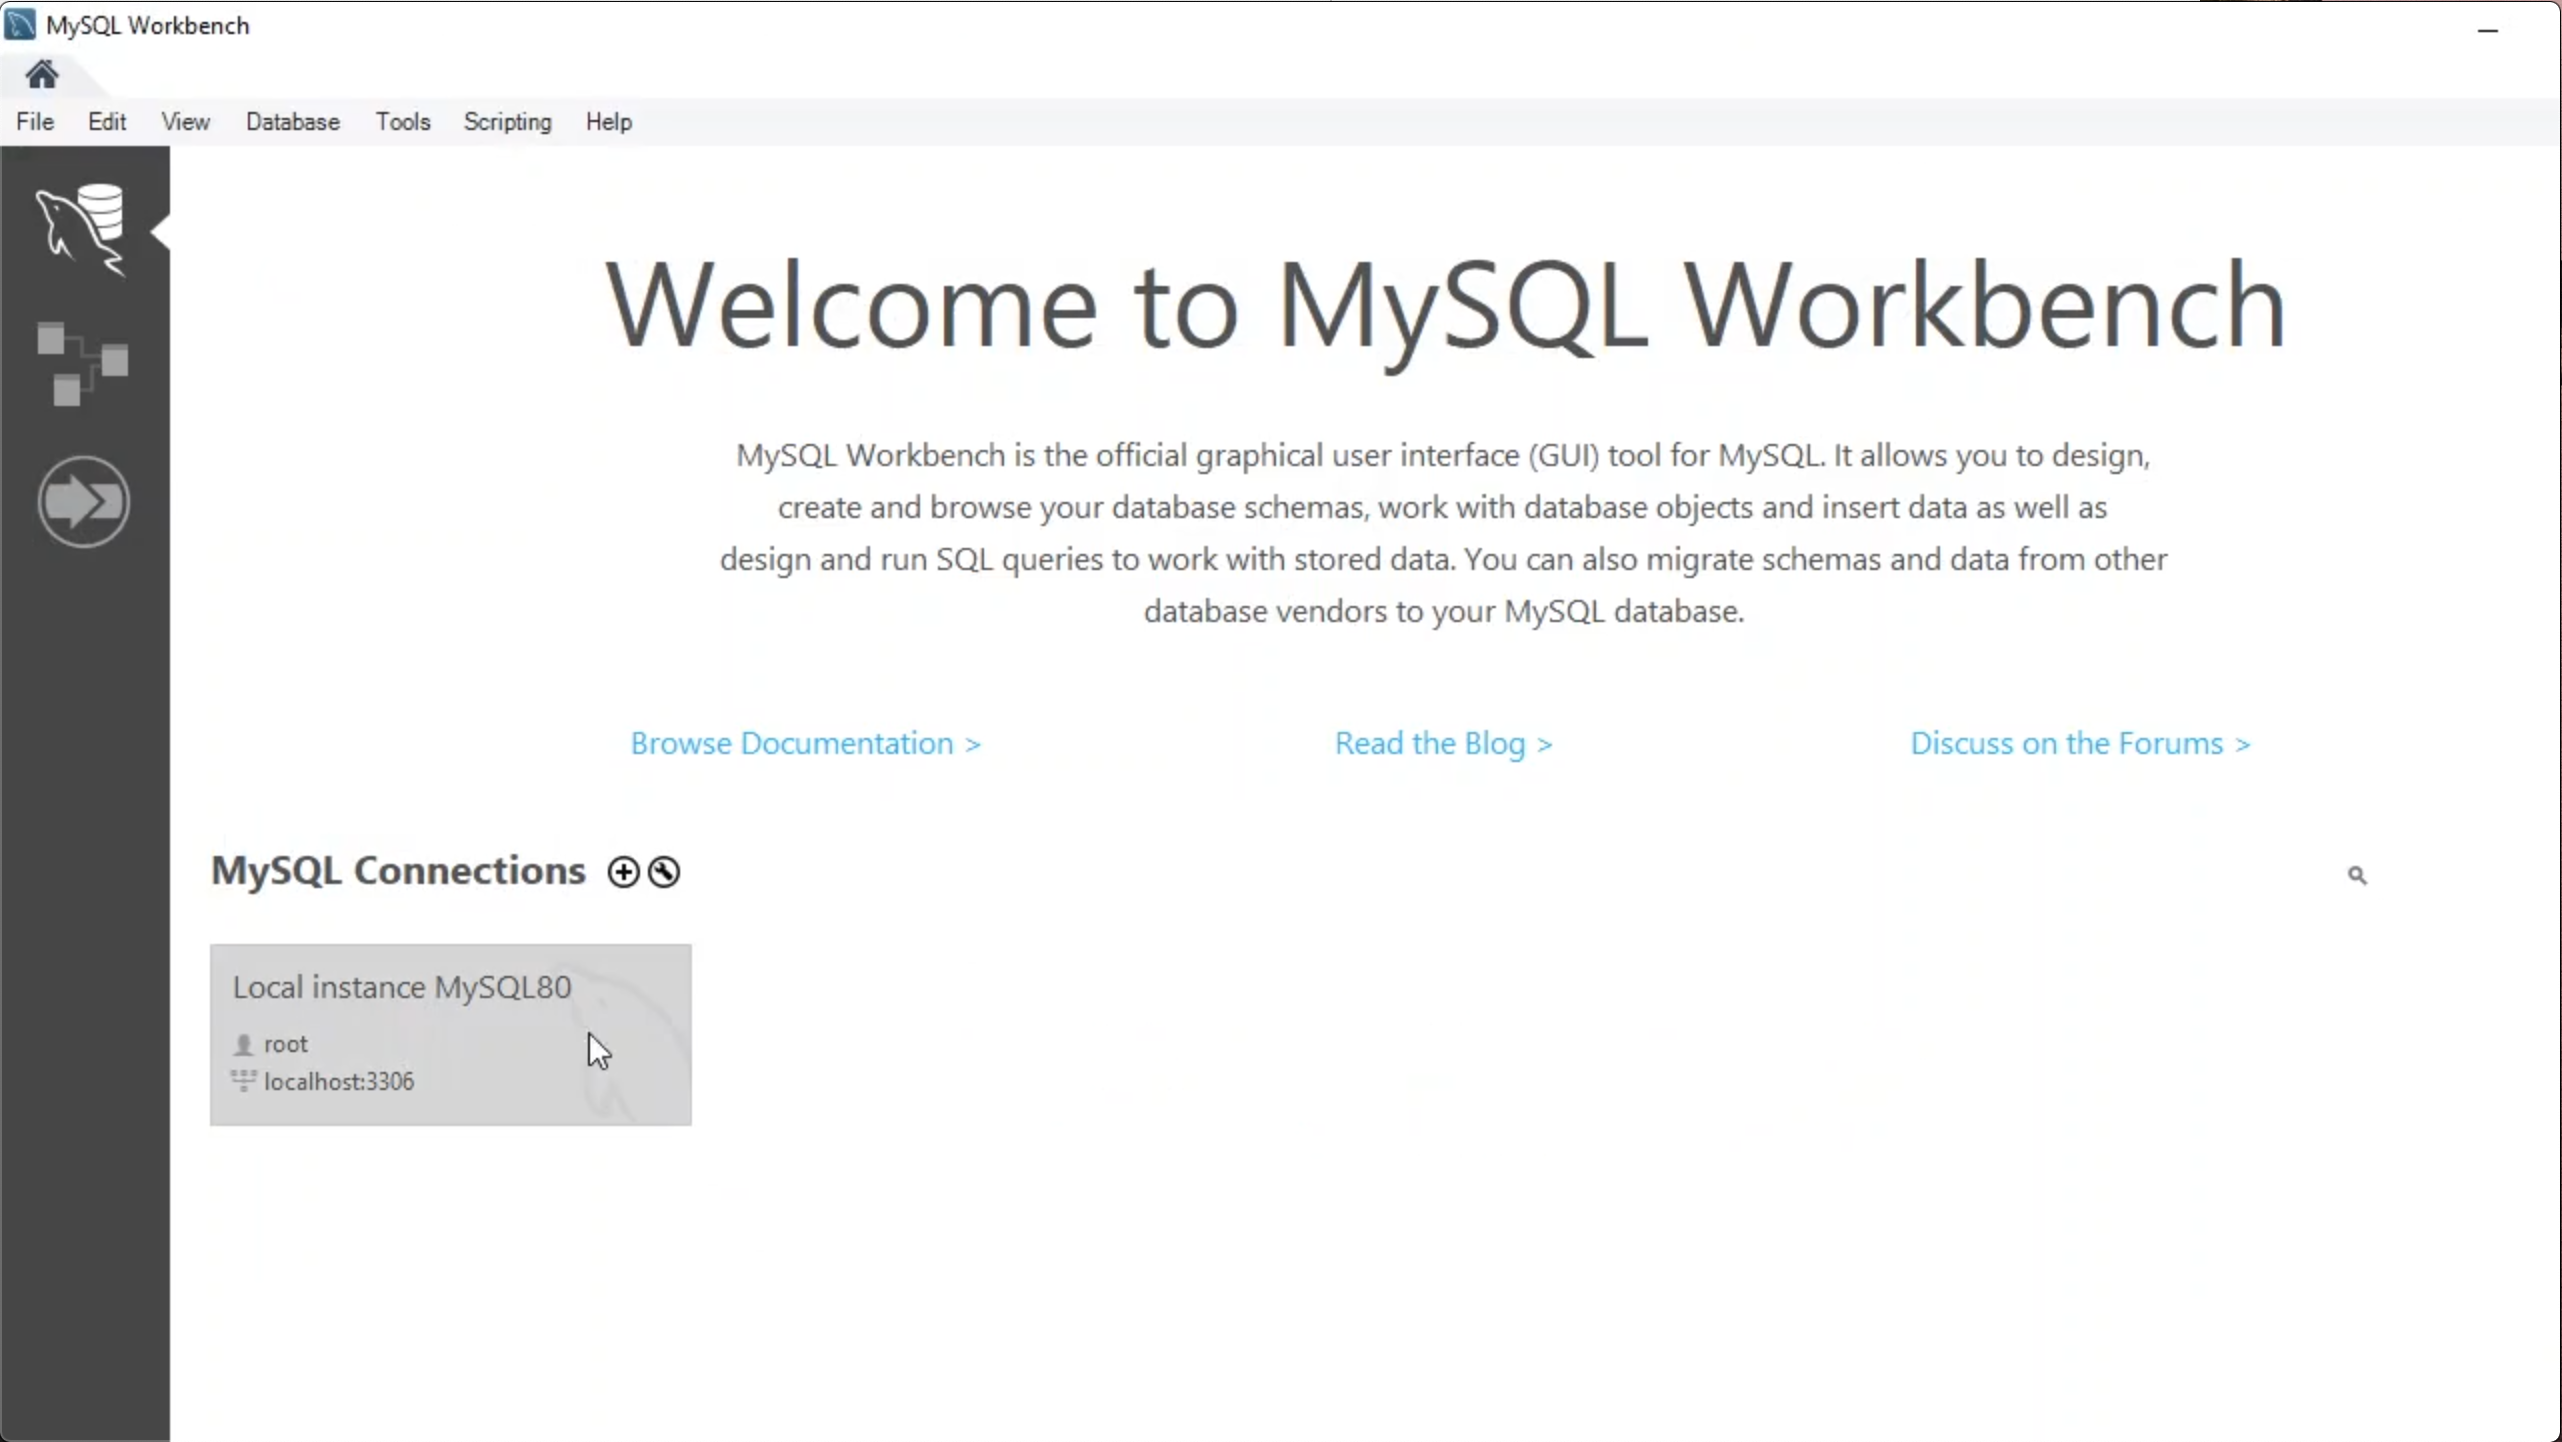 MySQL Workbench
File Edit View Database Tools Scripting Help
Welcome to MySQL Workbench
MySQL Workbench is the official graphical user interface (GUI) tool for MySQL. It allows you to design,
create and browse your database schemas, work with database objects and insert data as well as
design and run SQL queries to work with stored data. You can also migrate schemas and data from other
database vendors to your MySQL database.
Browse Documentation > Read the Blog > Discuss on the Forums >
MySQL Connections
Local instance MySQL80
root
localhost:3306